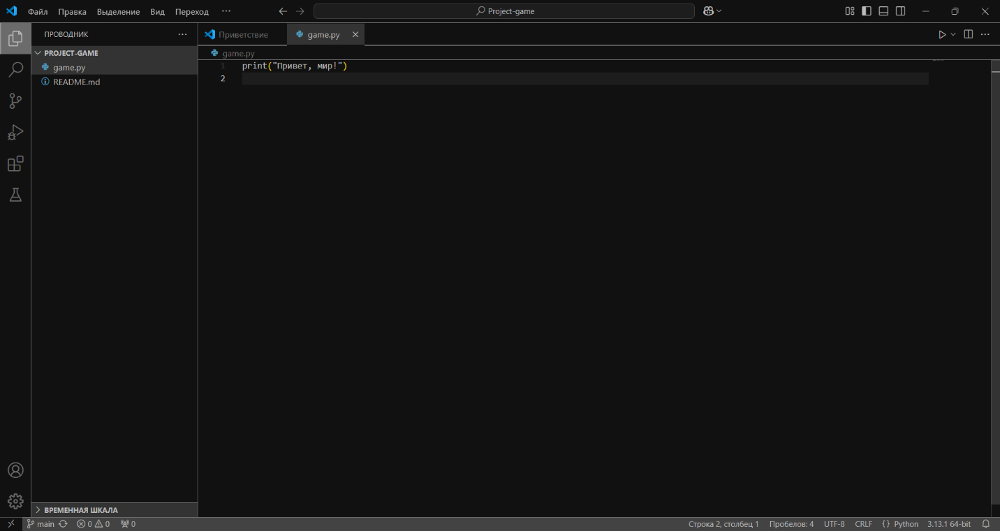 Файл Правка Выделение Вид Переход ··· Project-game
ПРОВОДНИК ···
Приветствие game.py
PROJECT-GAME
game.py
README.md
game.py
1 print("Привет, мир!")
2
ВРЕМЕННАЯ ШКАЛА
main 0 0 0 Строка 2, столбец 1 Пробелов: 4 UTF-8 CRLF {} Python 3.13.1 64-bit